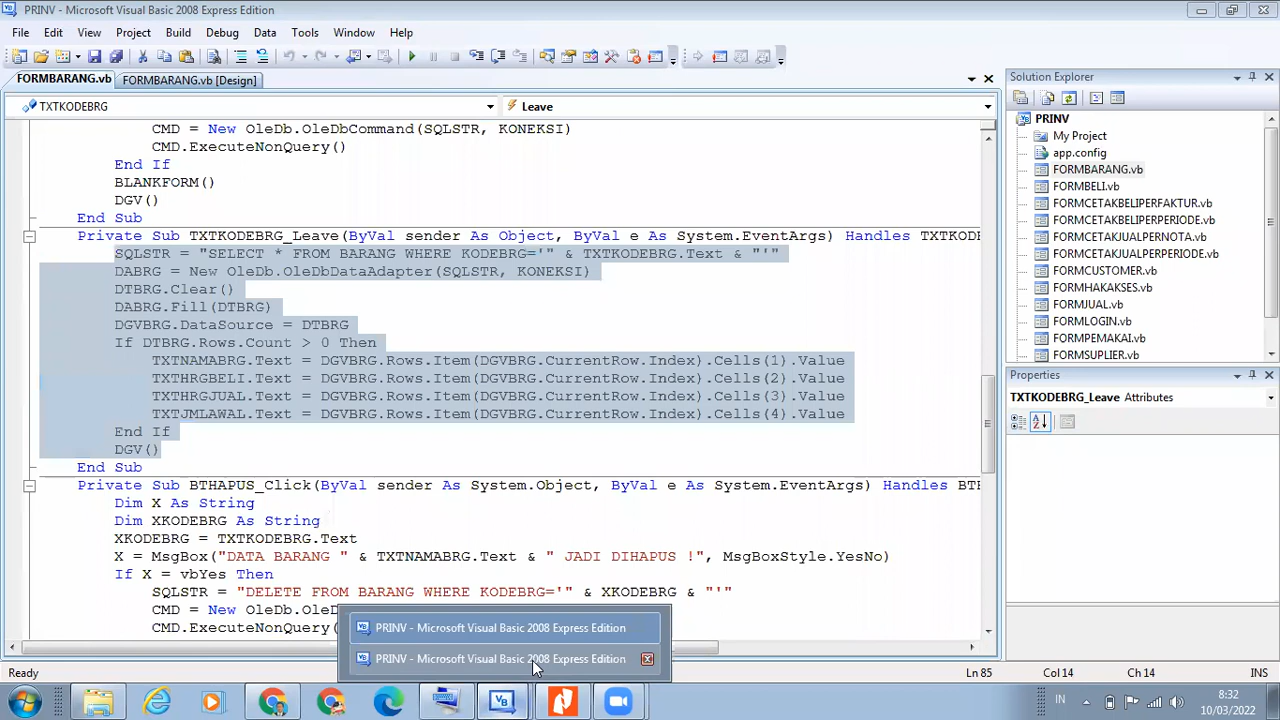 PRINV - Microsoft Visual Basic 2008 Express Edition
File Edit View Project Build Debug Data Tools Window Help
FORMBARANG.vb FORMBARANG.vb [Design]
TXTKODEBRG Leave
CMD = New OleDb.OleDbCommand(SQLSTR, KONEKSI)
CMD.ExecuteNonQuery()
End If
BLANKFORM()
DGV()
End Sub
Private Sub TXTKODEBRG_Leave(ByVal sender As Object, ByVal e As System.EventArgs) Handles TXTKODE
SQLSTR = "SELECT * FROM BARANG WHERE KODEBRG='" & TXTKODEBRG.Text & "'"
DABRG = New OleDb.OleDbDataAdapter(SQLSTR, KONEKSI)
DTBRG.Clear()
DABRG.Fill(DTBRG)
DGVBRG.DataSource = DTBRG
If DTBRG.Rows.Count > 0 Then
TXTNAMABRG.Text = DGVBRG.Rows.Item(DGVBRG.CurrentRow.Index).Cells(1).Value
TXTHRGBELI.Text = DGVBRG.Rows.Item(DGVBRG.CurrentRow.Index).Cells(2).Value
TXTHRGJUAL.Text = DGVBRG.Rows.Item(DGVBRG.CurrentRow.Index).Cells(3).Value
TXTJMLAWAL.Text = DGVBRG.Rows.Item(DGVBRG.CurrentRow.Index).Cells(4).Value
End If
DGV()
End Sub
Private Sub BTHAPUS_Click(ByVal sender As System.Object, ByVal e As System.EventArgs) Handles BTH
Dim X As String
Dim XKODEBRG As String
XKODEBRG = TXTKODEBRG.Text
X = MsgBox("DATA BARANG " & TXTNAMABRG.Text & " JADI DIHAPUS !", MsgBoxStyle.YesNo)
If X = vbYes Then
SQLSTR = "DELETE FROM BARANG WHERE KODEBRG='" & XKODEBRG & "'"
CMD = New OleDb.OleD
CMD.ExecuteNonQuery(
PRINV - Microsoft Visual Basic 2008 Express Edition
PRINV - Microsoft Visual Basic 2008 Express Edition
Solution Explorer
PRINV
My Project
app.config
FORMBARANG.vb
FORMBELI.vb
FORMCETAKBELIPERFAKTUR.vb
FORMCETAKBELIPERPERIODE.vb
FORMCETAKJUALPERNOTA.vb
FORMCETAKJUALPERPERIODE.vb
FORMCUSTOMER.vb
FORMHAKAKSES.vb
FORMJUAL.vb
FORMLOGIN.vb
FORMPEMAKAI.vb
FORMSUPLIER.vb
Properties
TXTKODEBRG_Leave Attributes
Ready Ln 85 Col 14 Ch 14 INS
IN 8:32
10/03/2022